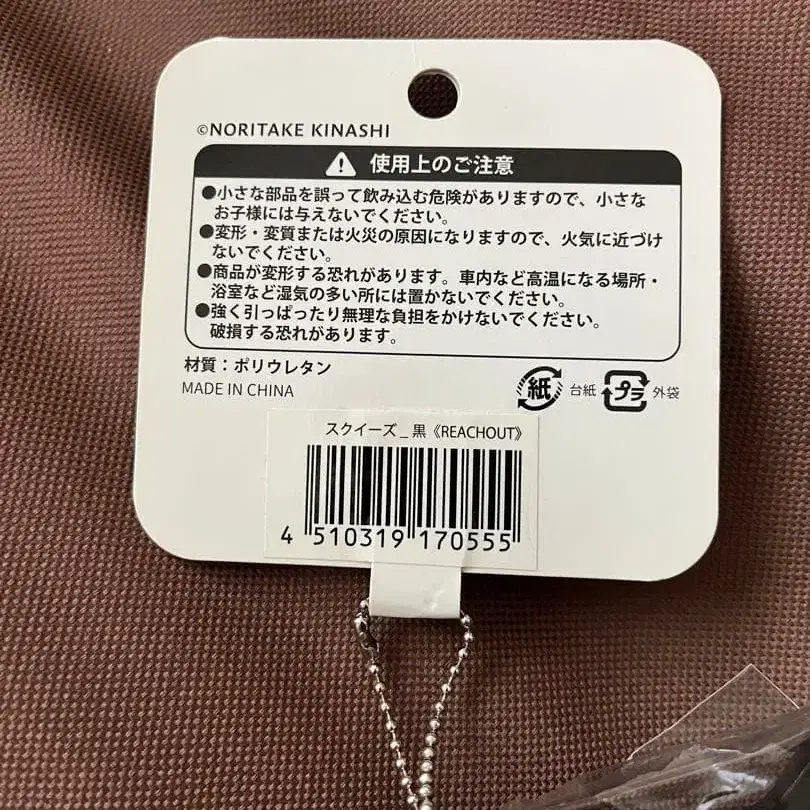 ©NORITAKE KINASHI
使用上のご注意
●小さな部品を誤って飲み込む危険がありますので、小さな
お子様には与えないでください。
●変形・変質または火災の原因になりますので、火気に近づけ
ないでください。
●商品が変形する恐れがあります。車内など高温になる場所・
浴室など湿気の多い所には置かないでください。
●強く引っぱったり無理な負担をかけないでください。
破損する恐れがあります。
材質：ポリウレタン
MADE IN CHINA
紙 台紙 プラ 外袋
スクイーズ_黒《REACHOUT》
4 510319 170555